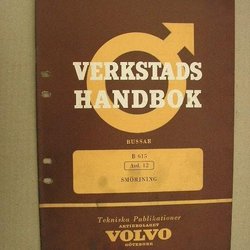 VERKSTADS
HANDBOK
BUSSAR
B 615
Avd. 12
SMÖRJNING
Tekniska Publikationer
AKTIEBOLAGET
VOLVO
GÖTEBORG